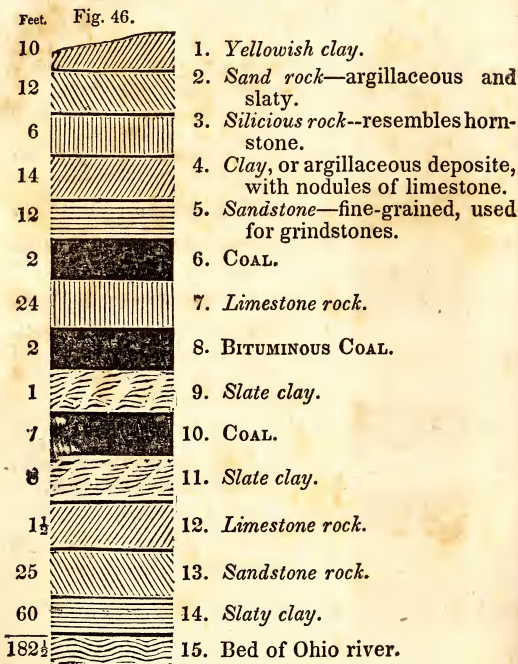 Feet. Fig. 46.
10 1. Yellowish clay.
12 2. Sand rock—argillaceous and
slaty.
6 3. Silicious rock--resembles horn-
stone.
14 4. Clay, or argillaceous deposite,
with nodules of limestone.
12 5. Sandstone—fine-grained, used
for grindstones.
2 6. COAL.
24 7. Limestone rock.
2 8. BITUMINOUS COAL.
1 9. Slate clay.
7 10. COAL.
11. Slate clay.
1½ 12. Limestone rock.
25 13. Sandstone rock.
60 14. Slaty clay.
182½ 15. Bed of Ohio river.